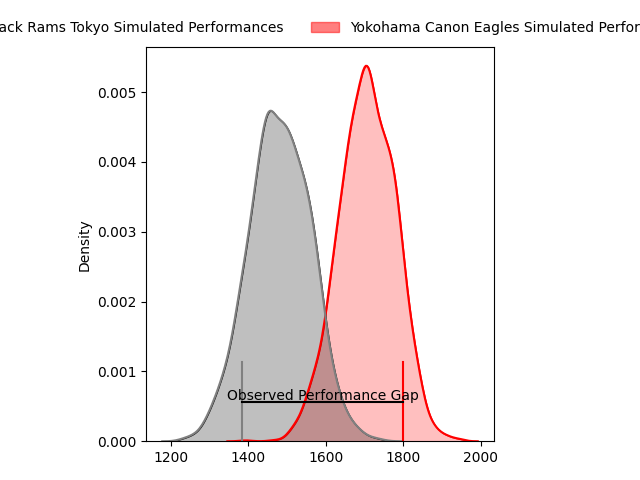 ack Rams Tokyo Simulated Performances
Yokohama Canon Eagles Simulated Perfor
Density
0.005
0.004
0.003
0.002
0.001
0.000
Observed Performance Gap
1200 1400 1600 1800 2000